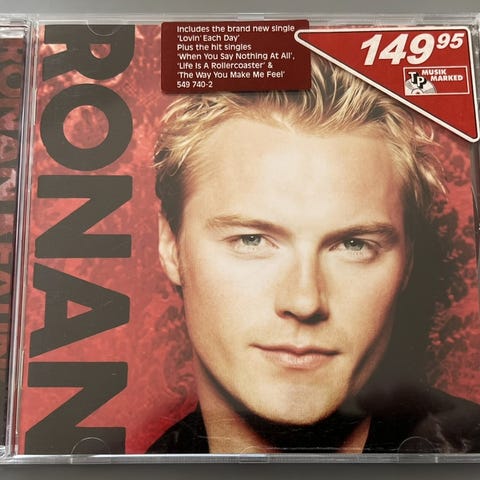 RONAN
Includes the brand new single
'Lovin' Each Day'
Plus the hit singles
'When You Say Nothing At All',
'Life Is A Rollercoaster' &
'The Way You Make Me Feel'
549 740-2
149 95
TP MUSIK
MARKED